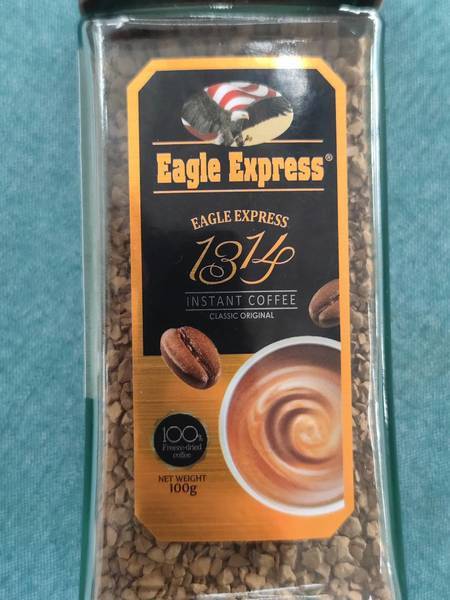 Eagle Express®
EAGLE EXPRESS
1314
INSTANT COFFEE
CLASSIC ORIGINAL
100%
Freeze-dried
coffee
NET WEIGHT
100g